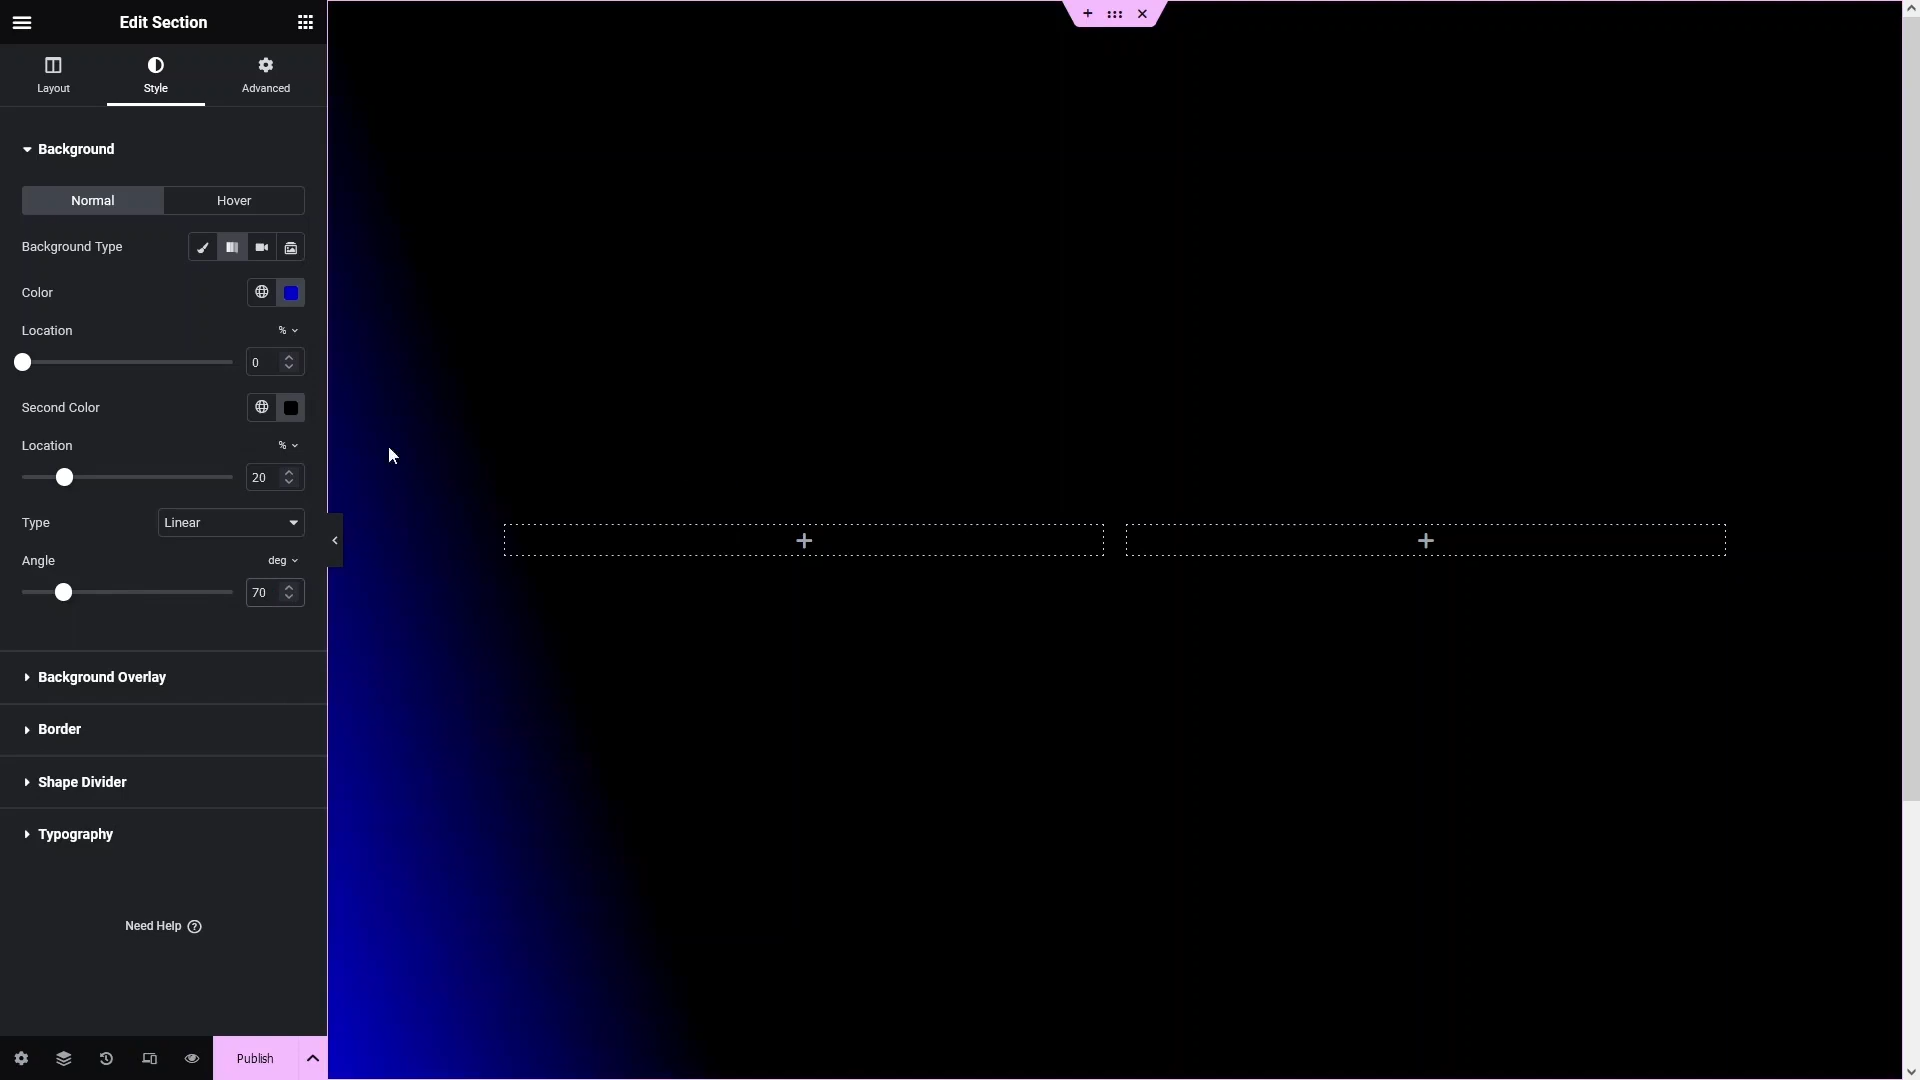 Edit Section
Layout
Style
Advanced
Background
Normal
Hover
Background Type
Color
Location
%
0
Second Color
Location
%
20
Type
Linear
Angle
deg
70
Background Overlay
Border
Shape Divider
Typography
Need Help
Publish